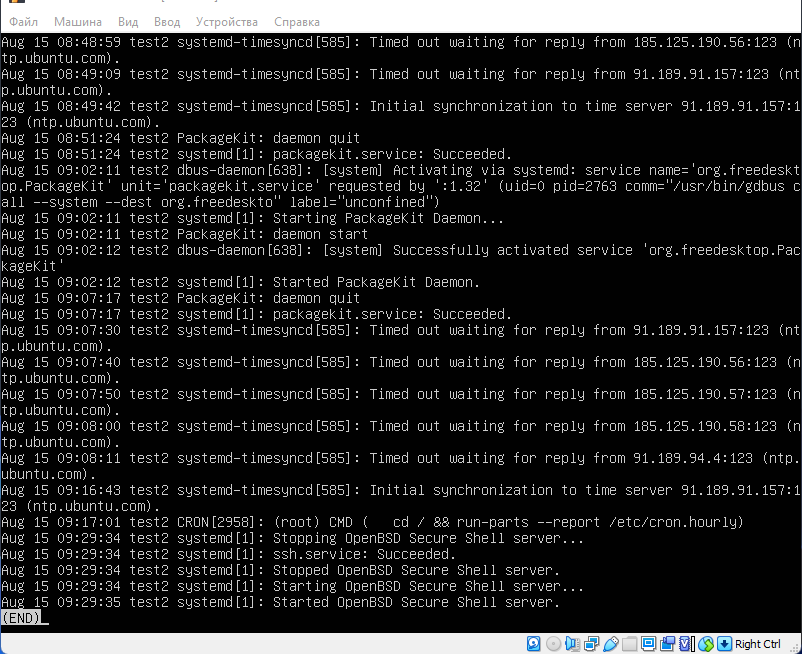 Файл Машина Вид Ввод Устройства Справка
Aug 15 08:48:59 test2 systemd-timesyncd[585]: Timed out waiting for reply from 185.125.190.56:123 (n
tp.ubuntu.com).
Aug 15 08:49:09 test2 systemd-timesyncd[585]: Timed out waiting for reply from 91.189.91.157:123 (nt
p.ubuntu.com).
Aug 15 08:49:42 test2 systemd-timesyncd[585]: Initial synchronization to time server 91.189.91.157:1
23 (ntp.ubuntu.com).
Aug 15 08:51:24 test2 PackageKit: daemon quit
Aug 15 08:51:24 test2 systemd[1]: packagekit.service: Succeeded.
Aug 15 09:02:11 test2 dbus-daemon[638]: [system] Activating via systemd: service name='org.freedeskt
op.PackageKit' unit='packagekit.service' requested by ':1.32' (uid=0 pid=2763 comm="/usr/bin/gdbus c
all --system --dest org.freedeskto" label="unconfined")
Aug 15 09:02:11 test2 systemd[1]: Starting PackageKit Daemon...
Aug 15 09:02:11 test2 PackageKit: daemon start
Aug 15 09:02:12 test2 dbus-daemon[638]: [system] Successfully activated service 'org.freedesktop.Pac
kageKit'
Aug 15 09:02:12 test2 systemd[1]: Started PackageKit Daemon.
Aug 15 09:07:17 test2 PackageKit: daemon quit
Aug 15 09:07:17 test2 systemd[1]: packagekit.service: Succeeded.
Aug 15 09:07:30 test2 systemd-timesyncd[585]: Timed out waiting for reply from 91.189.91.157:123 (nt
p.ubuntu.com).
Aug 15 09:07:40 test2 systemd-timesyncd[585]: Timed out waiting for reply from 185.125.190.56:123 (n
tp.ubuntu.com).
Aug 15 09:07:50 test2 systemd-timesyncd[585]: Timed out waiting for reply from 185.125.190.57:123 (n
tp.ubuntu.com).
Aug 15 09:08:00 test2 systemd-timesyncd[585]: Timed out waiting for reply from 185.125.190.58:123 (n
tp.ubuntu.com).
Aug 15 09:08:11 test2 systemd-timesyncd[585]: Timed out waiting for reply from 91.189.94.4:123 (ntp.
ubuntu.com).
Aug 15 09:16:43 test2 systemd-timesyncd[585]: Initial synchronization to time server 91.189.91.157:1
23 (ntp.ubuntu.com).
Aug 15 09:17:01 test2 CRON[2958]: (root) CMD (   cd / && run-parts --report /etc/cron.hourly)
Aug 15 09:29:34 test2 systemd[1]: Stopping OpenBSD Secure Shell server...
Aug 15 09:29:34 test2 systemd[1]: ssh.service: Succeeded.
Aug 15 09:29:34 test2 systemd[1]: Stopped OpenBSD Secure Shell server.
Aug 15 09:29:34 test2 systemd[1]: Starting OpenBSD Secure Shell server...
Aug 15 09:29:35 test2 systemd[1]: Started OpenBSD Secure Shell server.
(END)
Right Ctrl